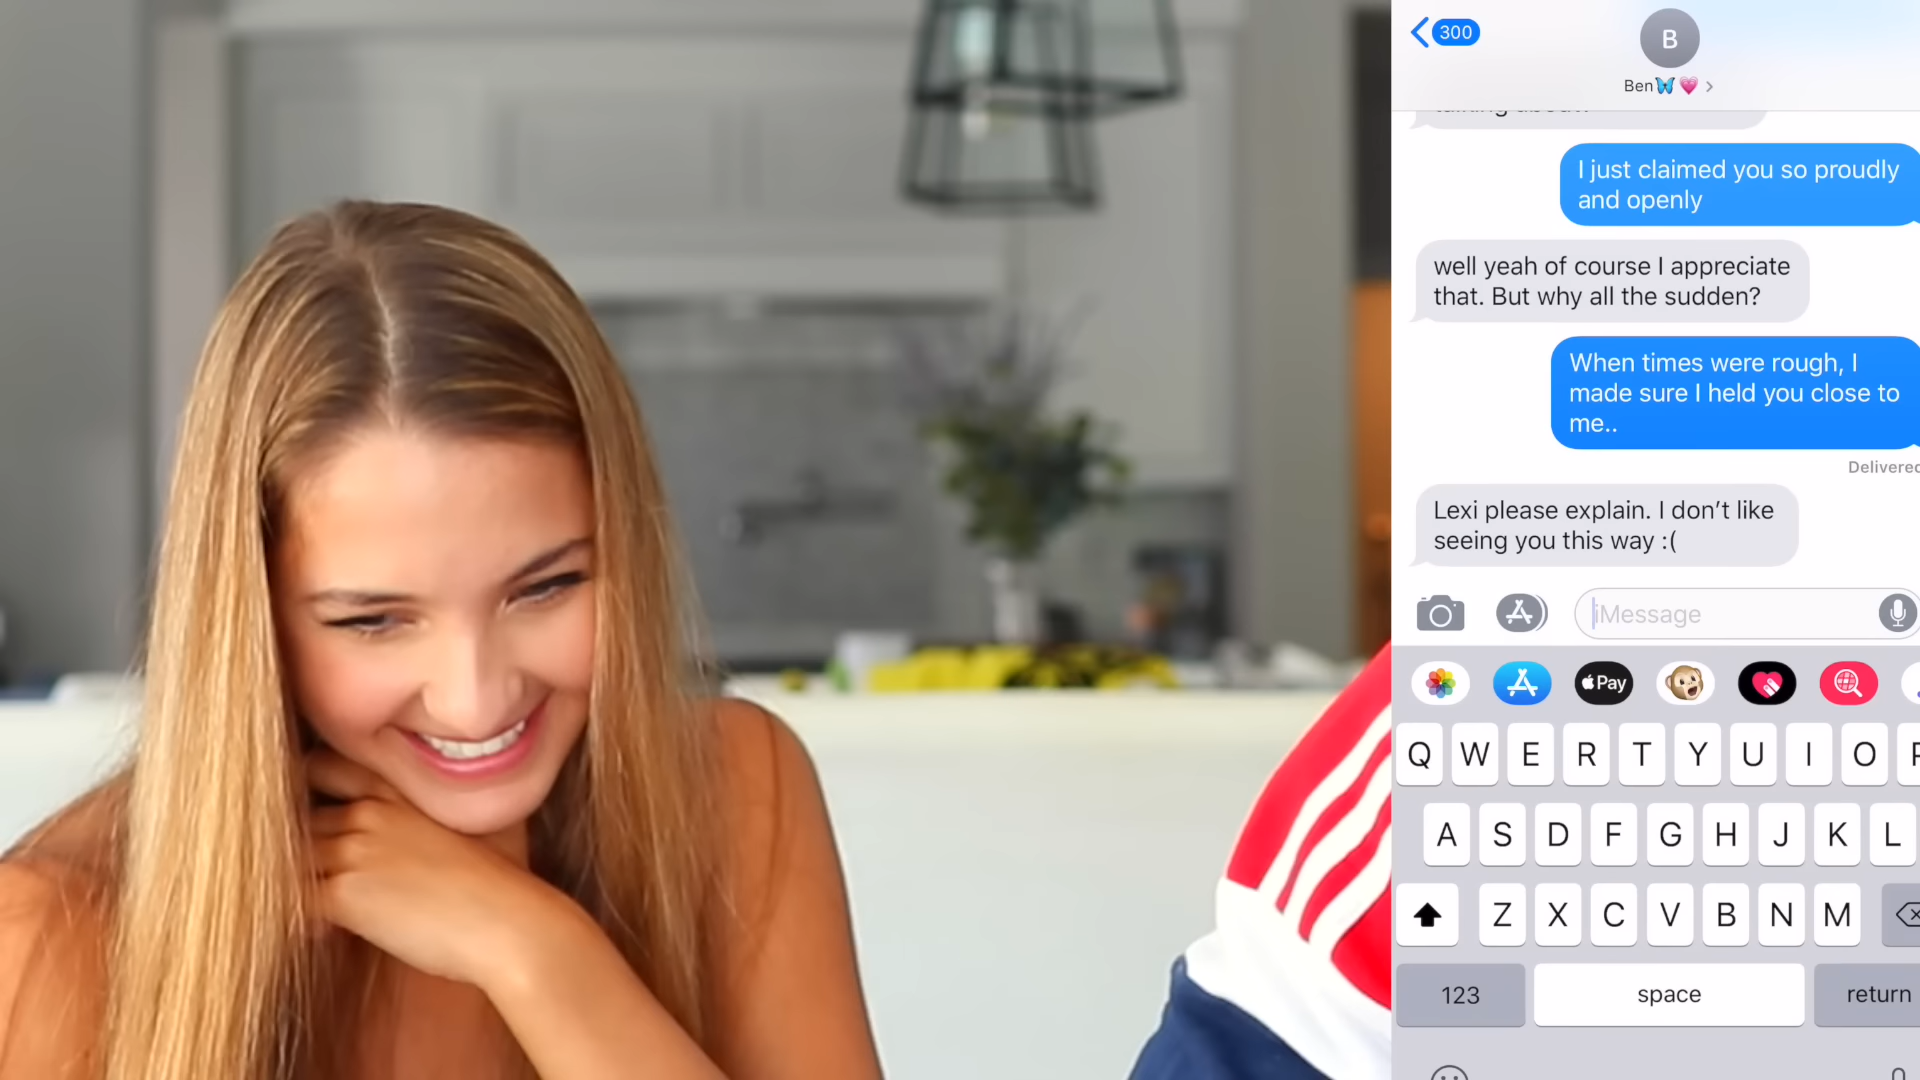 300
B
Ben🦋💗
I just claimed you so proudly
and openly
well yeah of course I appreciate
that. But why all the sudden?
When times were rough, I
made sure I held you close to
me..
Delivered
Lexi please explain. I don’t like
seeing you this way :(
iMessage
Pay
Q W E R T Y U I O P
A S D F G H J K L
Z X C V B N M
123 space return